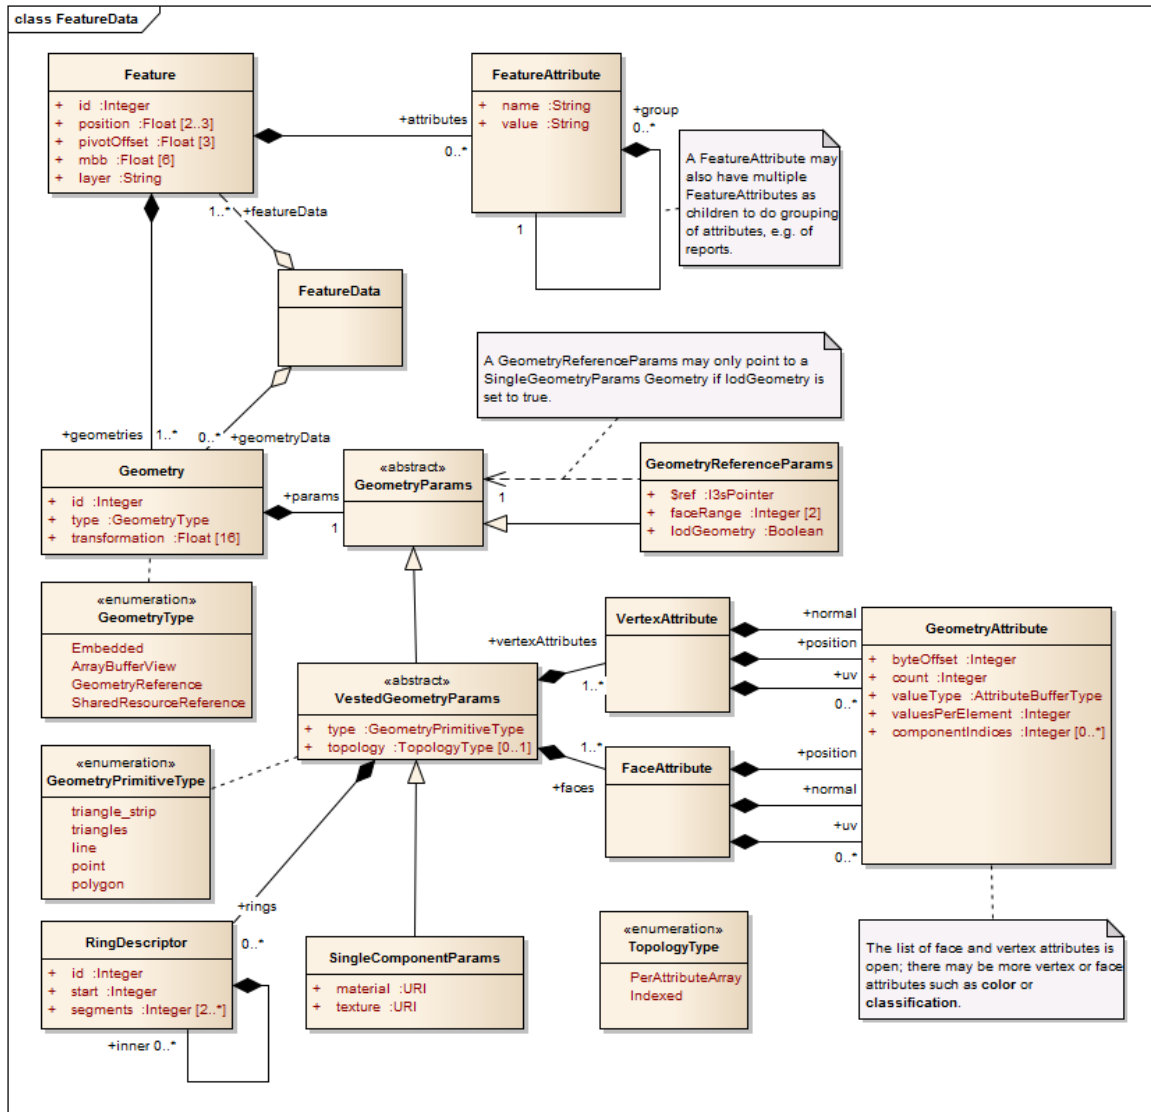 class FeatureData
Feature
+ id :Integer
+ position :Float [2..3]
+ pivotOffset :Float [3]
+ mbb :Float [6]
+ layer :String
+attributes
0..*
FeatureAttribute
+ name :String
+ value :String
+group
0..*
1
A FeatureAttribute may
also have multiple
FeatureAttributes as
children to do grouping
of attributes, e.g. of
reports.
1..* +featureData
FeatureData
A GeometryReferenceParams may only point to a
SingleGeometryParams Geometry if lodGeometry is
set to true.
+geometries 1..*
0..* +geometryData
Geometry
+ id :Integer
+ type :GeometryType
+ transformation :Float [16]
+params
1
«abstract»
GeometryParams
1
GeometryReferenceParams
+ $ref :I3sPointer
+ faceRange :Integer [2]
+ lodGeometry :Boolean
«enumeration»
GeometryType
Embedded
ArrayBufferView
GeometryReference
SharedResourceReference
«abstract»
VestedGeometryParams
+ type :GeometryPrimitiveType
+ topology :TopologyType [0..1]
+vertexAttributes
1..*
VertexAttribute
+normal
+position
+uv
0..*
GeometryAttribute
+ byteOffset :Integer
+ count :Integer
+ valueType :AttributeBufferType
+ valuesPerElement :Integer
+ componentIndices :Integer [0..*]
1..*
+faces
FaceAttribute
+position
+normal
+uv
0..*
«enumeration»
GeometryPrimitiveType
triangle_strip
triangles
line
point
polygon
+rings
0..*
RingDescriptor
+ id :Integer
+ start :Integer
+ segments :Integer [2..*]
+inner 0..*
SingleComponentParams
+ material :URI
+ texture :URI
«enumeration»
TopologyType
PerAttributeArray
Indexed
The list of face and vertex attributes is
open; there may be more vertex or face
attributes such as color or
classification.